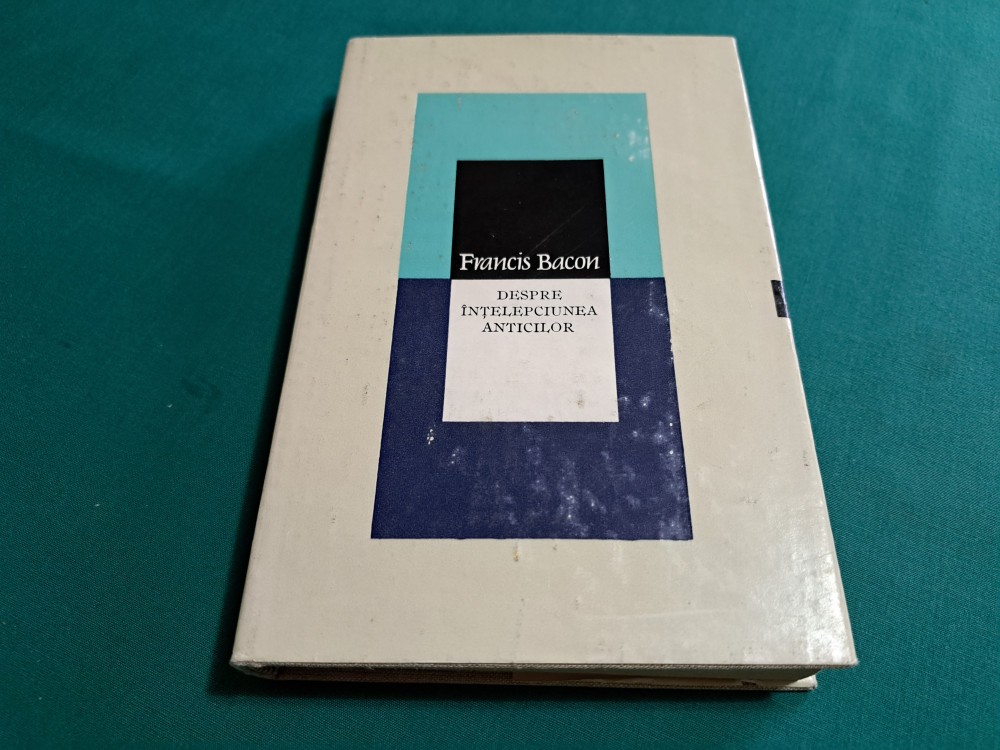 Francis Bacon
DESPRE
ÎNȚELEPCIUNEA
ANTICILOR